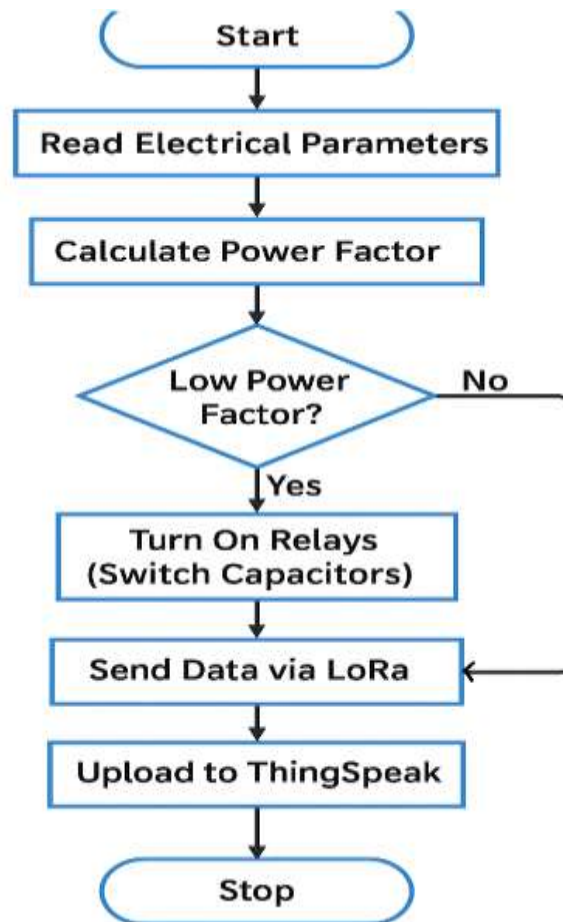 Start
Read Electrical Parameters
Calculate Power Factor
Low Power
Factor?
No
Yes
Turn On Relays
(Switch Capacitors)
Send Data via LoRa
Upload to ThingSpeak
Stop